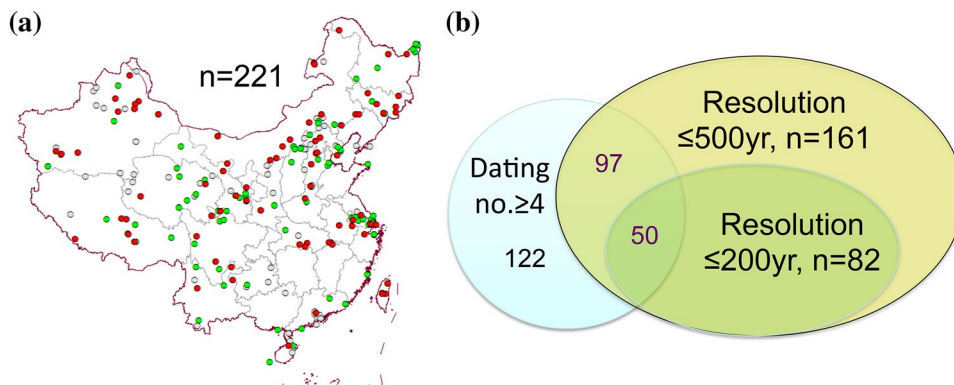 (a)
n=221
(b)
Dating
no.≥4
122
97
50
Resolution
≤500yr, n=161
Resolution
≤200yr, n=82